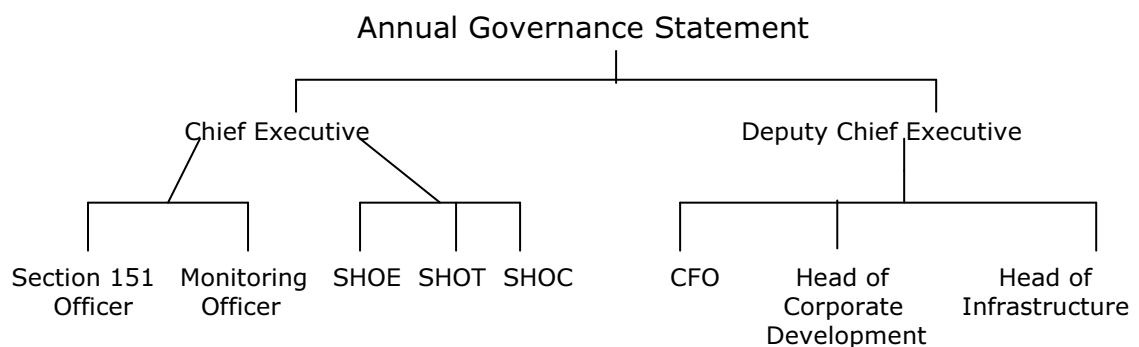 Annual Governance Statement
Chief Executive
Deputy Chief Executive
Section 151
Officer
Monitoring
Officer
SHOE
SHOT
SHOC
CFO
Head of
Corporate
Development
Head of
Infrastructure